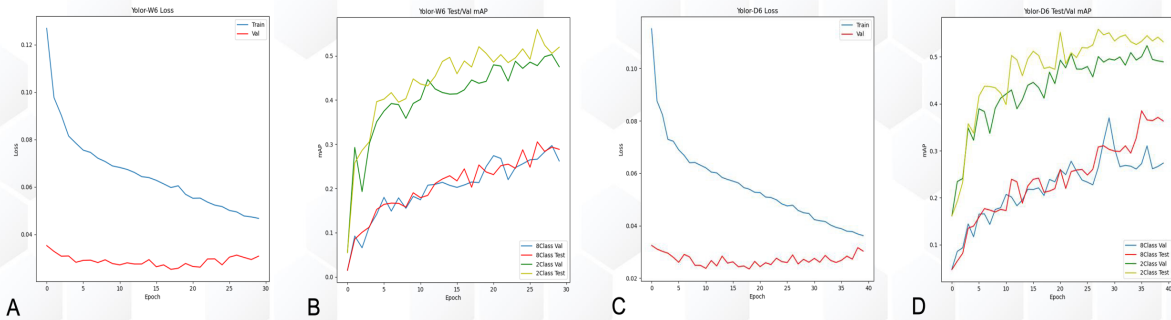 Yolor-W6 Loss
Train
Val
0.12
0.10
0.08
0.06
0.04
Loss
0
5
10
15
20
25
30
Epoch
A
Yolor-W6 Test/Val mAP
0.5
0.4
0.3
0.2
0.1
0.0
mAP
8Class Val
8Class Test
2Class Val
2Class Test
0
5
10
15
20
25
30
Epoch
B
Yolor-D6 Loss
Train
Val
0.10
0.08
0.06
0.04
0.02
Loss
0
5
10
15
20
25
30
35
40
Epoch
C
Yolor-D6 Test/Val mAP
0.5
0.4
0.3
0.2
0.1
mAP
8Class Val
8Class Test
2Class Val
2Class Test
0
5
10
15
20
25
30
35
40
Epoch
D